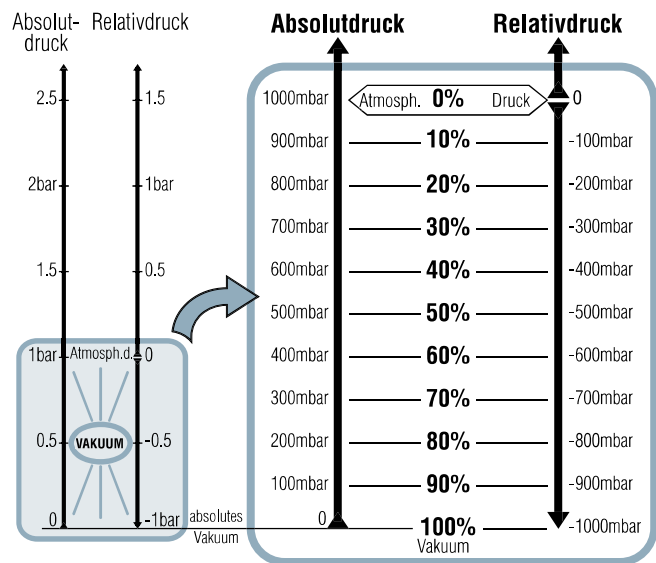 Absolut-
druck
Relativdruck
2.5
1.5
2bar
1bar
1.5
0.5
1bar
Atmosph.d.
0
0.5
VAKUUM
-0.5
0
-1bar
absolutes
Vakuum
Absolutdruck
Relativdruck
1000mbar
Atmosph.
0%
Druck
0
900mbar
10%
-100mbar
800mbar
20%
-200mbar
700mbar
30%
-300mbar
600mbar
40%
-400mbar
500mbar
50%
-500mbar
400mbar
60%
-600mbar
300mbar
70%
-700mbar
200mbar
80%
-800mbar
100mbar
90%
-900mbar
0
100%
-1000mbar
Vakuum